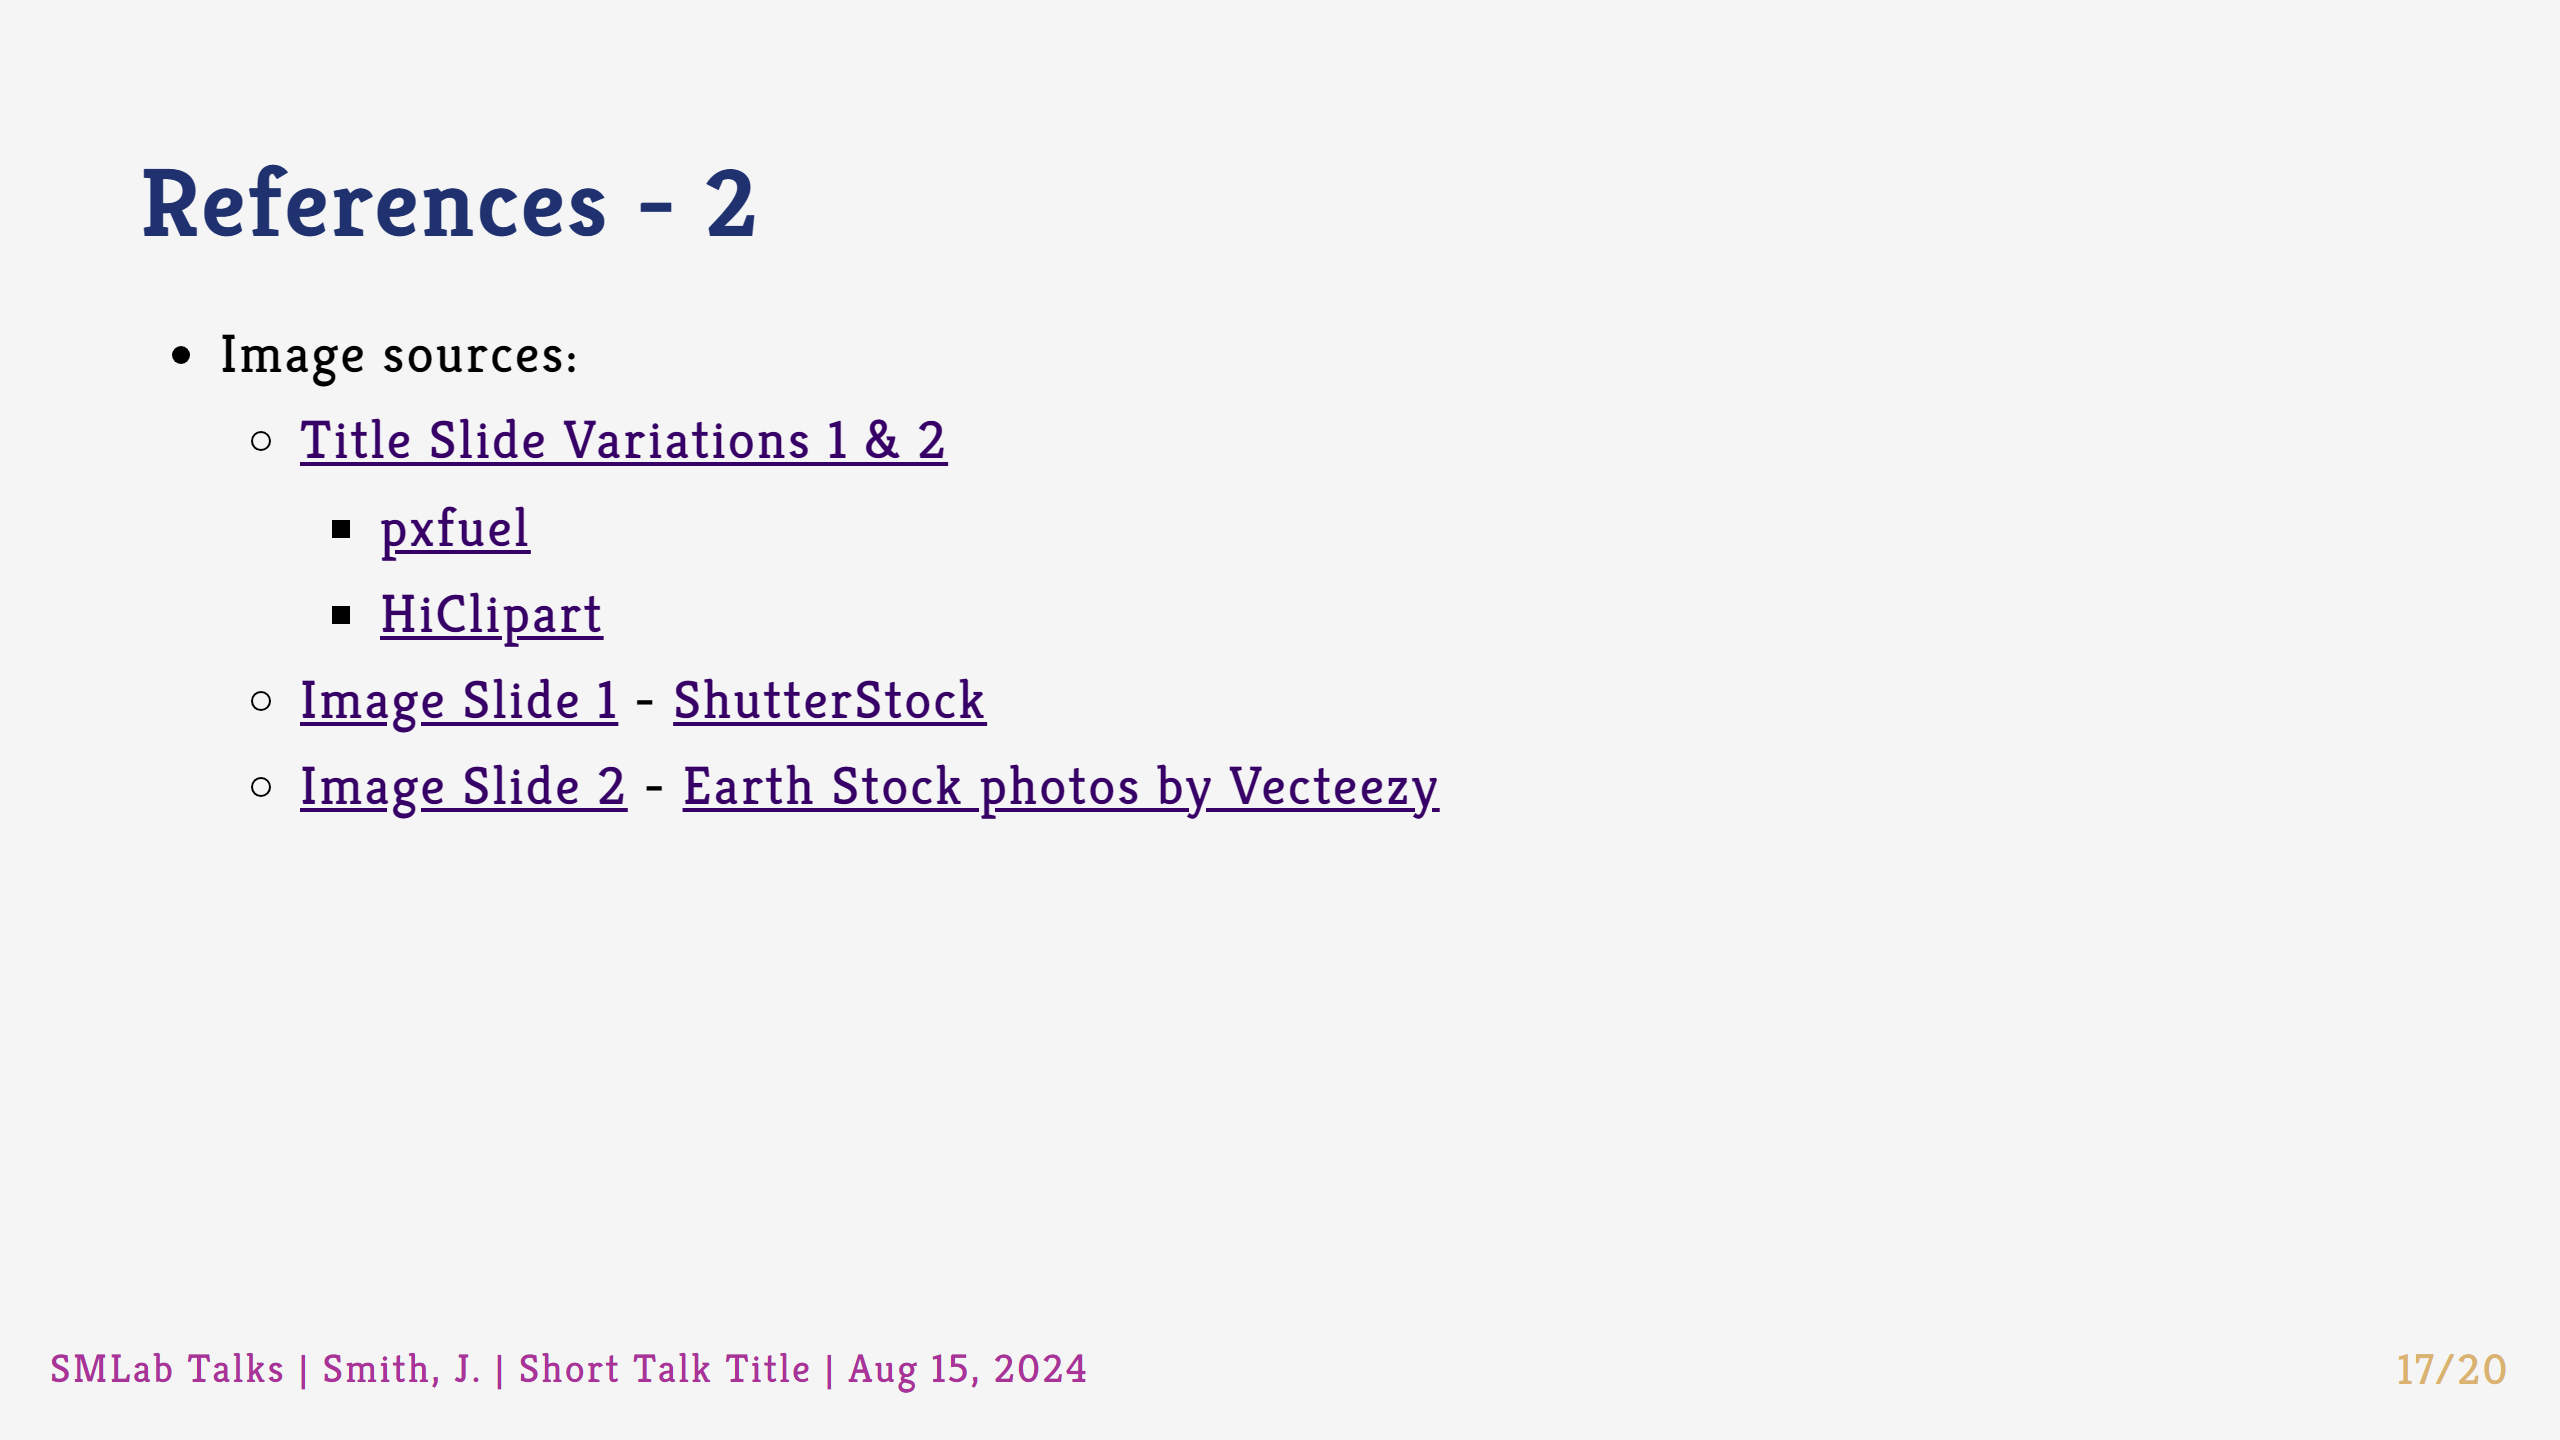 References - 2
Image sources:
Title Slide Variations 1 & 2
pxfuel
HiClipart
Image Slide 1 - ShutterStock
Image Slide 2 - Earth Stock photos by Vecteezy
SMLab Talks | Smith, J. | Short Talk Title | Aug 15, 2024
17/20